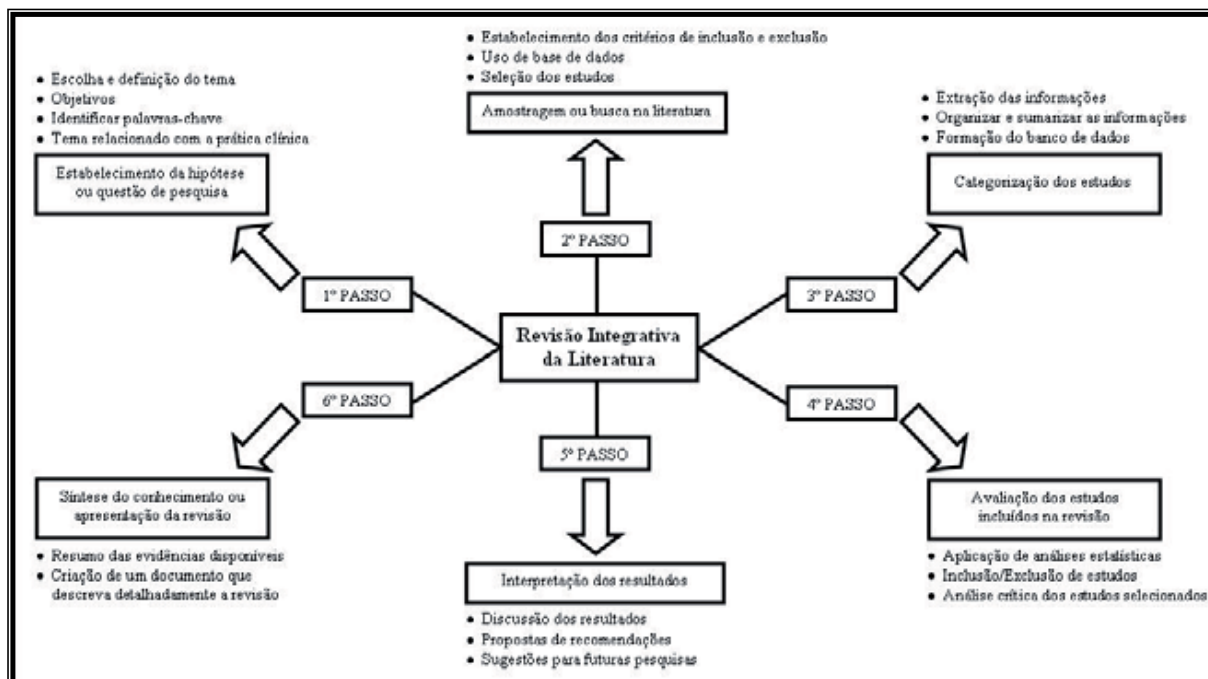 • Escolha e definição do tema
• Objetivos
• Identificar palavras-chave
• Tema relacionado com a prática clínica
Estabelecimento da hipótese
ou questão de pesquisa
1º PASSO
• Estabelecimento dos critérios de inclusão e exclusão
• Uso de base de dados
• Seleção dos estudos
Amostragem ou busca na literatura
2º PASSO
• Extração das informações
• Organizar e sumarizar as informações
• Formação do banco de dados
Categorização dos estudos
3º PASSO
Revisão Integrativa
da Literatura
4º PASSO
Avaliação dos estudos
incluídos na revisão
• Aplicação de análises estatísticas
• Inclusão/Exclusão de estudos
• Análise crítica dos estudos selecionados
5º PASSO
Interpretação dos resultados
• Discussão dos resultados
• Propostas de recomendações
• Sugestões para futuras pesquisas
6º PASSO
Síntese do conhecimento ou
apresentação da revisão
• Resumo das evidências disponíveis
• Criação de um documento que
descreva detalhadamente a revisão